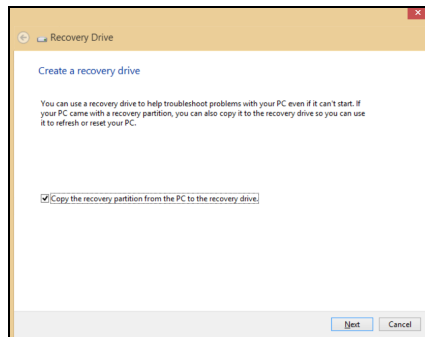 Recovery Drive
Create a recovery drive
You can use a recovery drive to help troubleshoot problems with your PC even if it can't start. If
your PC came with a recovery partition, you can also copy it to the recovery drive so you can use
it to refresh or reset your PC.
Copy the recovery partition from the PC to the recovery drive.
Next Cancel